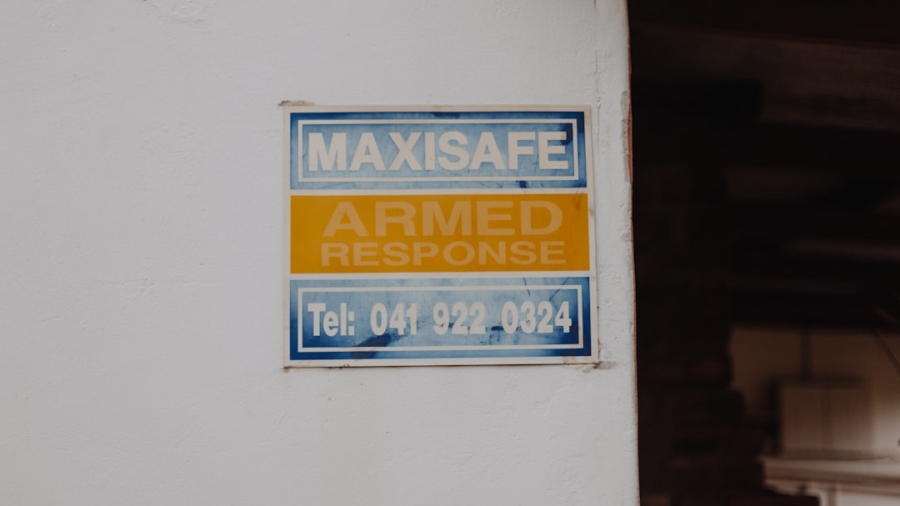 MAXISAFE
ARMED
RESPONSE
Tel: 041 922 0324